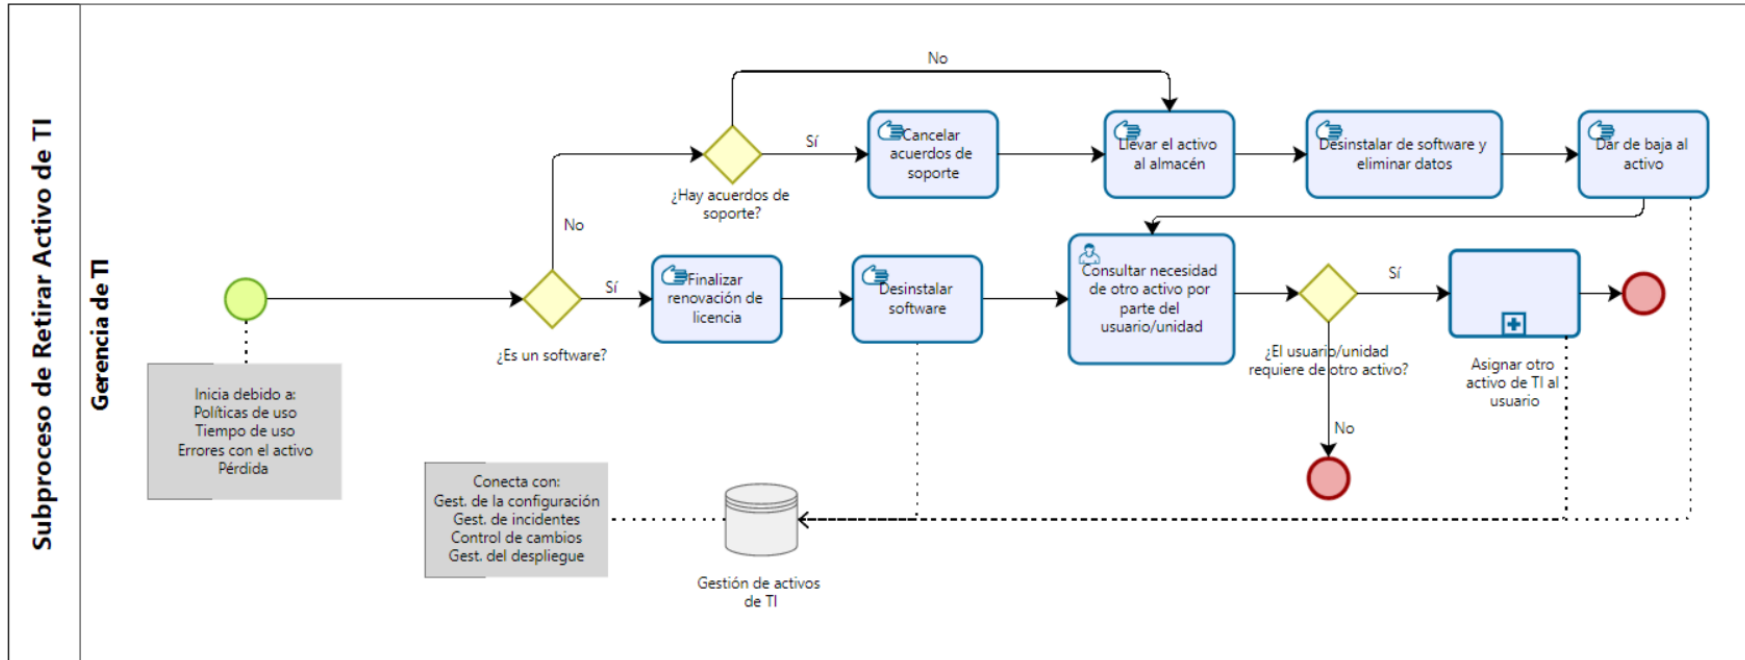 Subproceso de Retirar Activo de TI
Gerencia de TI
No
Sí
¿Hay acuerdos de
soporte?
Cancelar
acuerdos de
soporte
Llevar el activo
al almacén
Desinstalar de software y
eliminar datos
Dar de baja al
activo
No
¿Es un software?
Sí
Finalizar
renovación de
licencia
Desinstalar
software
Consultar necesidad
de otro activo por
parte del
usuario/unidad
¿El usuario/unidad
requiere de otro activo?
Sí
No
Asignar otro
activo de TI al
usuario
Inicia debido a:
Políticas de uso
Tiempo de uso
Errores con el activo
Pérdida
Conecta con:
Gest. de la configuración
Gest. de incidentes
Control de cambios
Gest. del despliegue
Gestión de activos
de TI